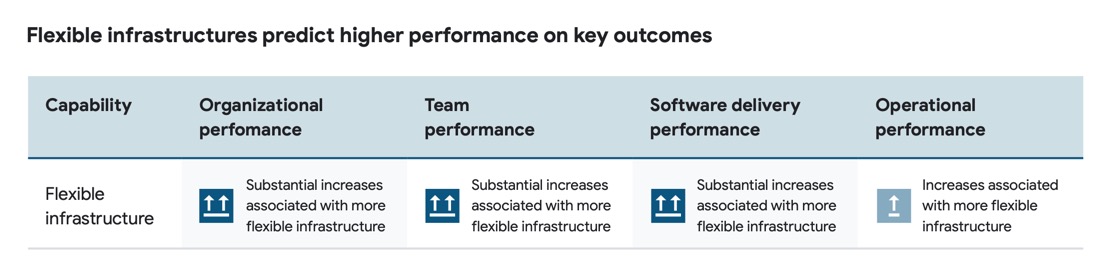 Flexible infrastructures predict higher performance on key outcomes
Capability
Organizational
perfomance
Team
performance
Software delivery
performance
Operational
performance
Flexible
infrastructure
Substantial increases
associated with more
flexible infrastructure
Substantial increases
associated with more
flexible infrastructure
Substantial increases
associated with more
flexible infrastructure
Increases associated
with more flexible
infrastructure